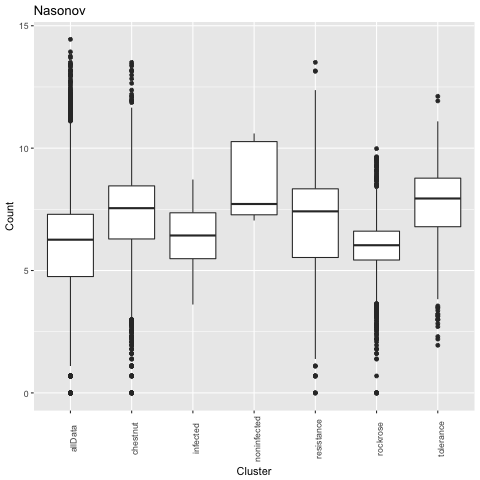 Nasonov
15
10
5
0
Count
allData
chestnut
infected
noninfected
resistance
rockrose
tolerance
Cluster